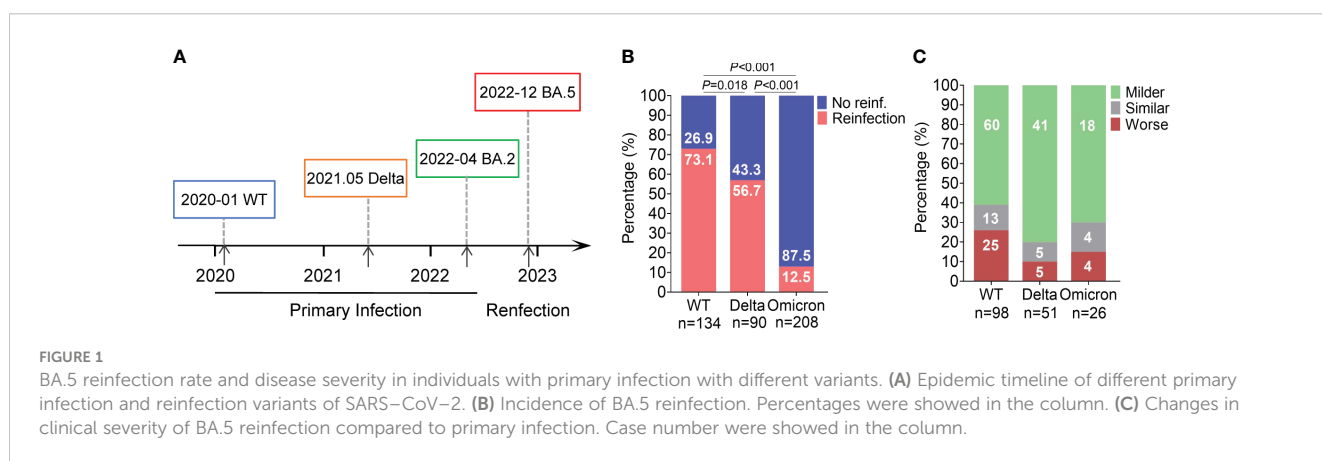 A
2020-01 WT
2021.05 Delta
2022-04 BA.2
2022-12 BA.5
2020 2021 2022 2023
Primary Infection Renfection
B
P<0.001
P=0.018 P<0.001
No reinf.
Reinfection
Percentage (%)
100
90
80
70
60
50
40
30
20
10
0
26.9
73.1
43.3
56.7
87.5
12.5
WT Delta Omicron
n=134 n=90 n=208
C
Milder
Similar
Worse
Percentage (%)
100
90
80
70
60
50
40
30
20
10
0
60
13
25
41
5
5
18
4
4
WT Delta Omicron
n=98 n=51 n=26
FIGURE 1
BA.5 reinfection rate and disease severity in individuals with primary infection with different variants. (A) Epidemic timeline of different primary
infection and reinfection variants of SARS–CoV–2. (B) Incidence of BA.5 reinfection. Percentages were showed in the column. (C) Changes in
clinical severity of BA.5 reinfection compared to primary infection. Case number were showed in the column.